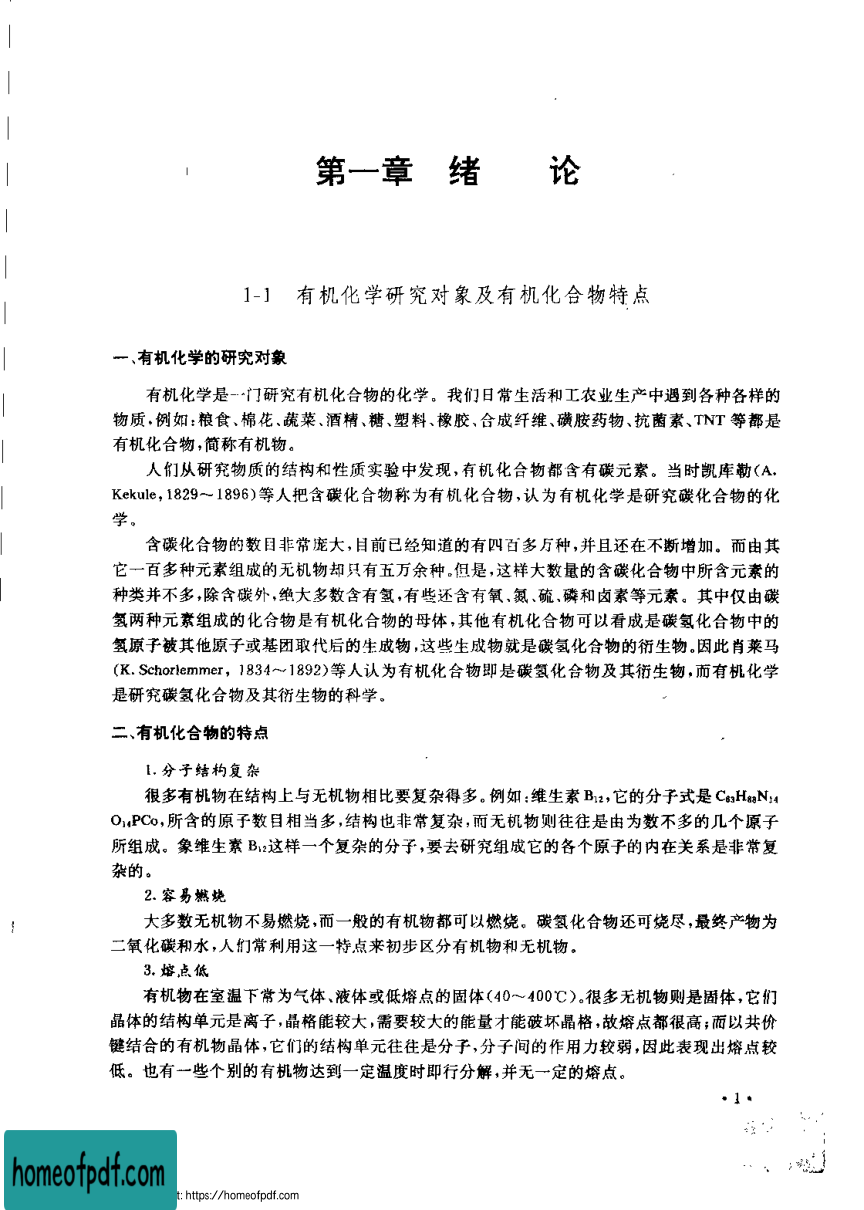 第一章 绪 论
1-1 有机化学研究对象及有机化合物特点
一、有机化学的研究对象
有机化学是一门研究有机化合物的化学。我们日常生活和工农业生产中遇到各种各样的
物质,例如:粮食、棉花、蔬菜、酒精、糖、塑料、橡胶、合成纤维、磺胺药物、抗菌素、TNT 等都是
有机化合物,简称有机物。
人们从研究物质的结构和性质实验中发现,有机化合物都含有碳元素。当时凯库勒(A.
Kekule,1829~1896)等人把含碳化合物称为有机化合物,认为有机化学是研究碳化合物的化
学。
含碳化合物的数目非常庞大,目前已经知道的有四百多万种,并且还在不断增加。而由其
它一百多种元素组成的无机物却只有五万余种。但是,这样大数量的含碳化合物中所含元素的
种类并不多,除含碳外,绝大多数含有氢,有些还含有氧、氮、硫、磷和卤素等元素。其中仅由碳
氢两种元素组成的化合物是有机化合物的母体,其他有机化合物可以看成是碳氢化合物中的
氢原子被其他原子或基团取代后的生成物,这些生成物就是碳氢化合物的衍生物。因此肖莱马
(K. Schorlemmer, 1834~1892)等人认为有机化合物即是碳氢化合物及其衍生物,而有机化学
是研究碳氢化合物及其衍生物的科学。
二、有机化合物的特点
1. 分子结构复杂
很多有机物在结构上与无机物相比要复杂得多。例如:维生素 B₁₂,它的分子式是 C₆₃H₈₈N₁₄
O₁₄PCo,所含的原子数目相当多,结构也非常复杂,而无机物则往往是由为数不多的几个原子
所组成。象维生素 B₁₂这样一个复杂的分子,要去研究组成它的各个原子的内在关系是非常复
杂的。
2. 容易燃烧
大多数无机物不易燃烧,而一般的有机物都可以燃烧。碳氢化合物还可烧尽,最终产物为
二氧化碳和水,人们常利用这一特点来初步区分有机物和无机物。
3. 熔点低
有机物在室温下常为气体、液体或低熔点的固体(40~400℃)。很多无机物则是固体,它们
晶体的结构单元是离子,晶格能较大,需要较大的能量才能破坏晶格,故熔点都很高;而以共价
键结合的有机物晶体,它们的结构单元往往是分子,分子间的作用力较弱,因此表现出熔点较
低。也有一些个别的有机物达到一定温度时即行分解,并无一定的熔点。
• 1 •
homeofpdf.com
t: https://homeofpdf.com